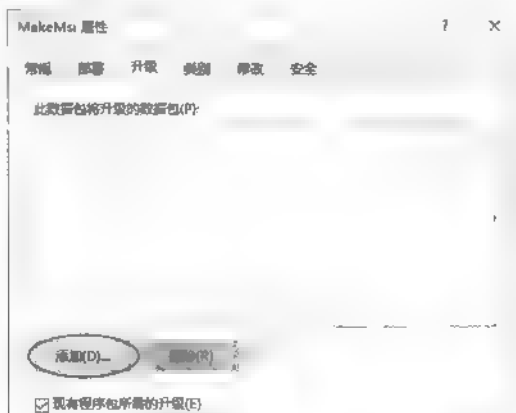 MakeMsi 属性 ? ×
常规 部署 升级 类别 修改 安全
此数据包将升级的数据包(P):
添加(D)... 删除(R)
现有程序包所需的升级(E)